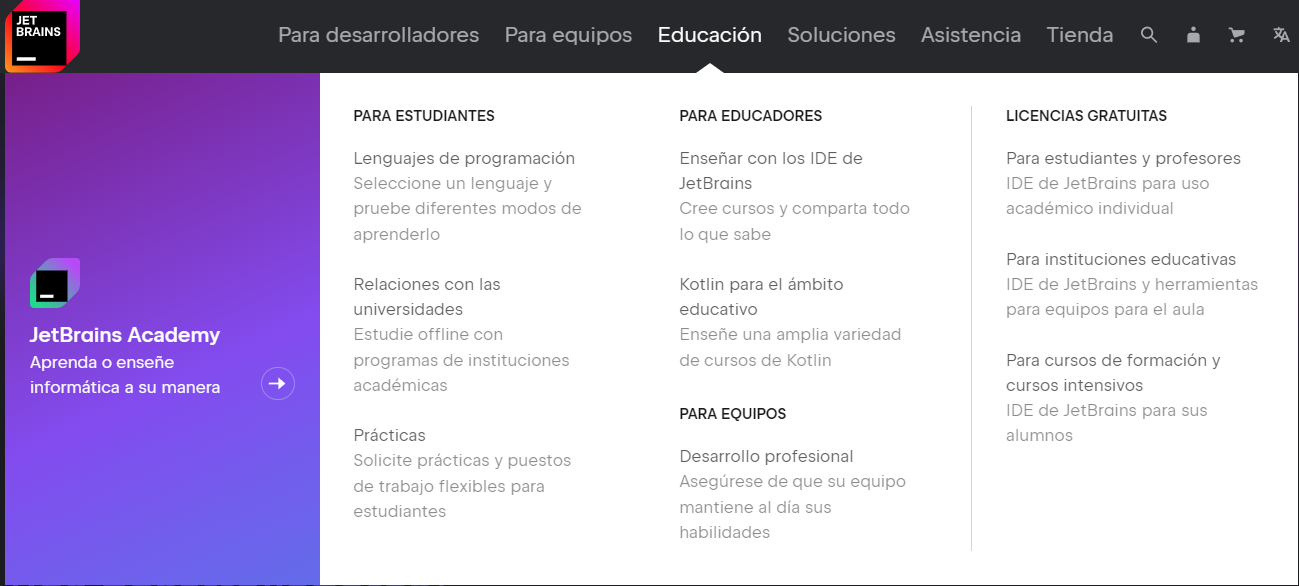 JET
BRAINS
Para desarrolladores
Para equipos
Educación
Soluciones
Asistencia
Tienda
JetBrains Academy
Aprenda o enseñe
informática a su manera
PARA ESTUDIANTES
Lenguajes de programación
Seleccione un lenguaje y
pruebe diferentes modos de
aprenderlo
Relaciones con las
universidades
Estudie offline con
programas de instituciones
académicas
Prácticas
Solicite prácticas y puestos
de trabajo flexibles para
estudiantes
PARA EDUCADORES
Enseñar con los IDE de
JetBrains
Cree cursos y comparta todo
lo que sabe
Kotlin para el ámbito
educativo
Enseñe una amplia variedad
de cursos de Kotlin
PARA EQUIPOS
Desarrollo profesional
Asegúrese de que su equipo
mantiene al día sus
habilidades
LICENCIAS GRATUITAS
Para estudiantes y profesores
IDE de JetBrains para uso
académico individual
Para instituciones educativas
IDE de JetBrains y herramientas
para equipos para el aula
Para cursos de formación y
cursos intensivos
IDE de JetBrains para sus
alumnos